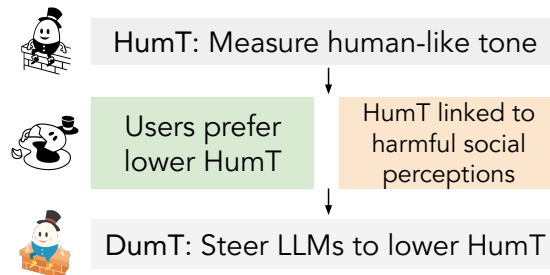 HumT: Measure human-like tone
Users prefer
lower HumT
HumT linked to
harmful social
perceptions
DumT: Steer LLMs to lower HumT